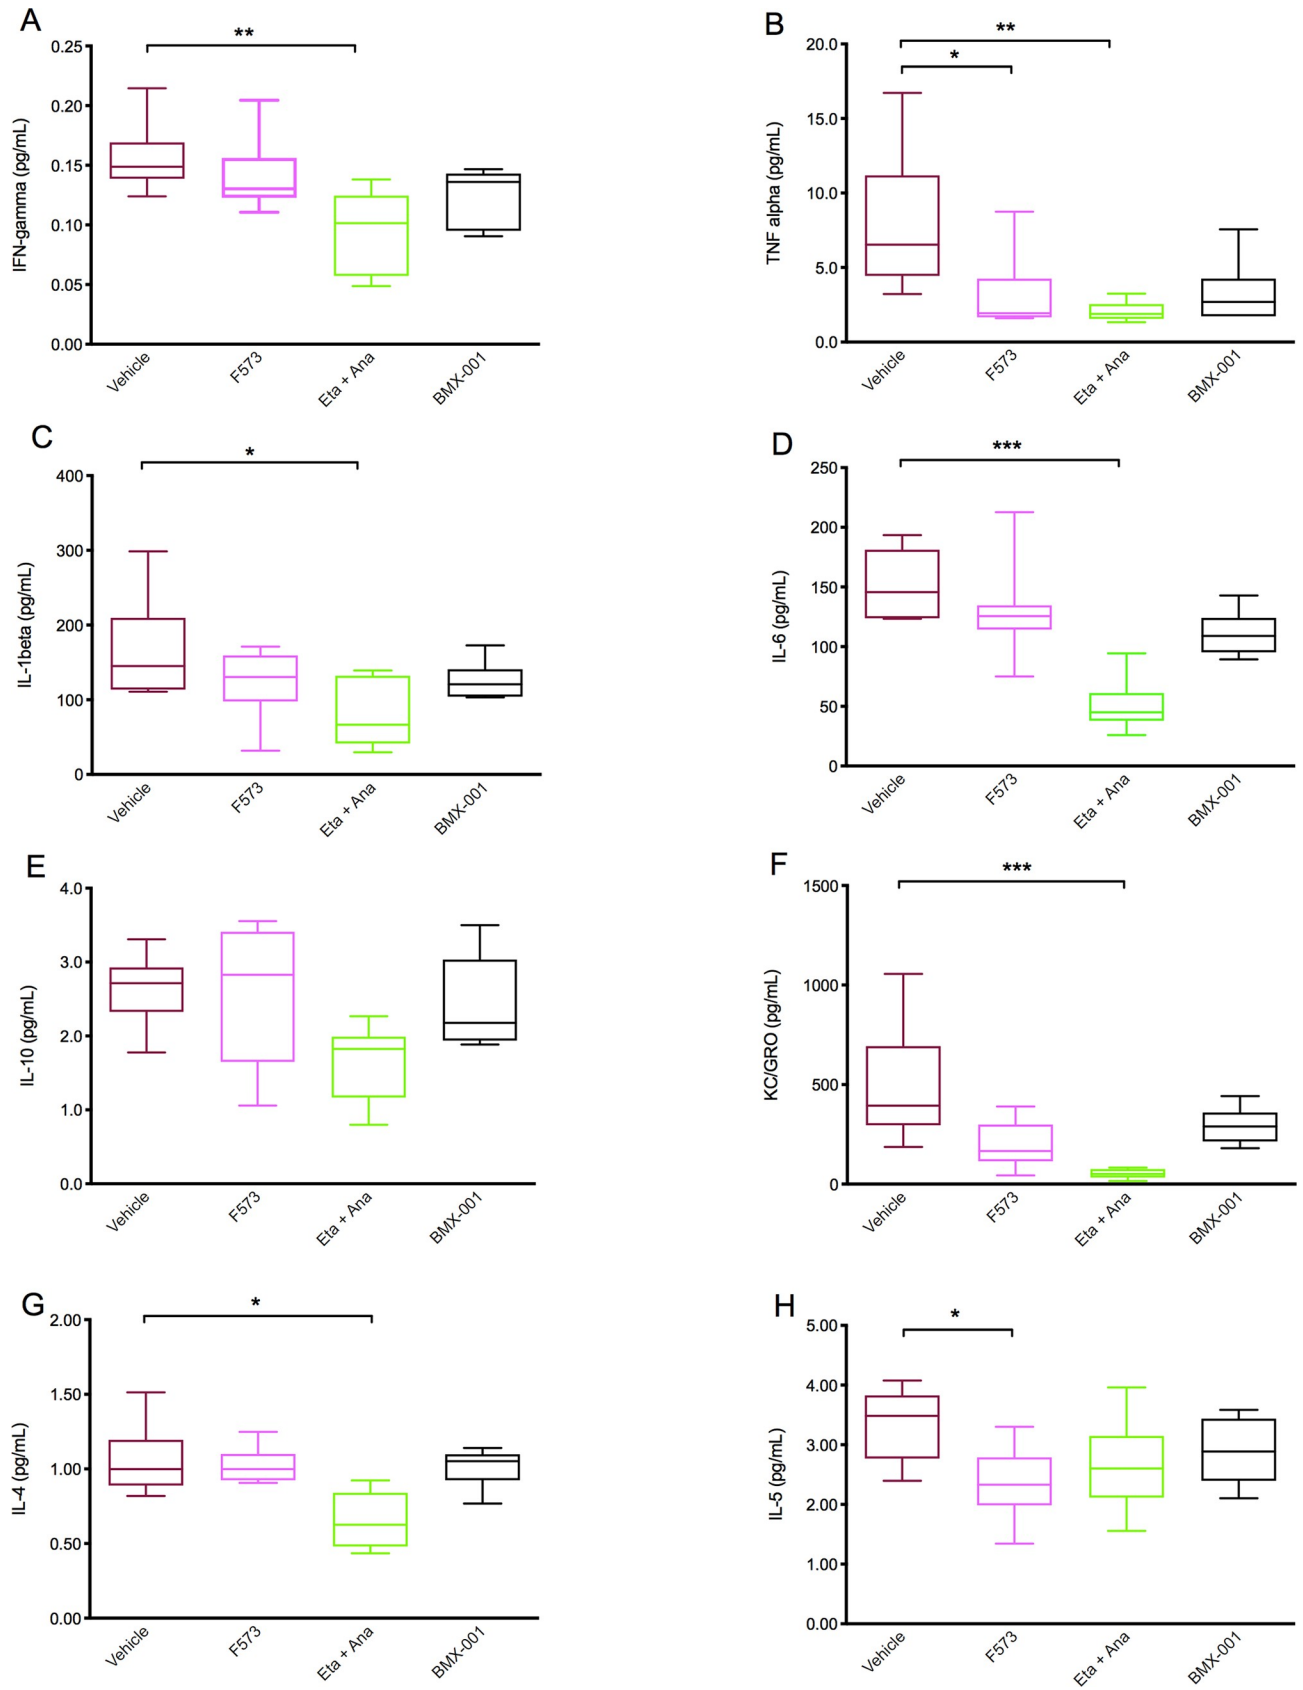 A
**
0.25
0.20
0.15
0.10
0.05
0.00
IFN-gamma (pg/mL)
Vehicle
F573
Eta + Ana
BMX-001
B
**
*
20.0
15.0
10.0
5.0
0.0
TNF alpha (pg/mL)
Vehicle
F573
Eta + Ana
BMX-001
C
*
400
300
200
100
0
IL-1beta (pg/mL)
Vehicle
F573
Eta + Ana
BMX-001
D
***
250
200
150
100
50
0
IL-6 (pg/mL)
Vehicle
F573
Eta + Ana
BMX-001
E
4.0
3.0
2.0
1.0
0.0
IL-10 (pg/mL)
Vehicle
F573
Eta + Ana
BMX-001
F
***
1500
1000
500
0
KC/GRO (pg/mL)
Vehicle
F573
Eta + Ana
BMX-001
G
*
2.00
1.50
1.00
0.50
0.00
IL-4 (pg/mL)
Vehicle
F573
Eta + Ana
BMX-001
H
*
5.00
4.00
3.00
2.00
1.00
0.00
IL-5 (pg/mL)
Vehicle
F573
Eta + Ana
BMX-001